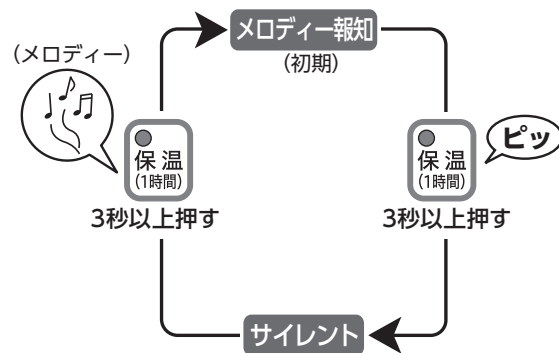 メロディー報知
(初期)
(メロディー)
保温
(1時間)
3秒以上押す
ピッ
保温
(1時間)
3秒以上押す
サイレント